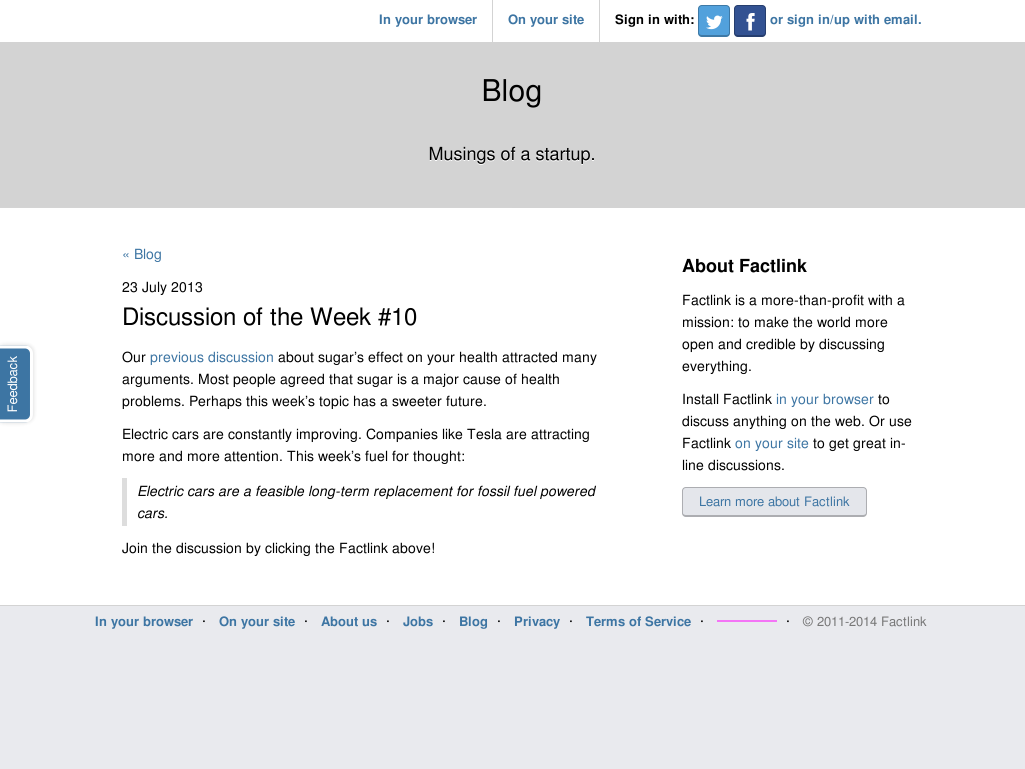 In your browser
On your site
Sign in with: or sign in/up with email.
Blog
Musings of a startup.
« Blog
23 July 2013
Discussion of the Week #10
Our previous discussion about sugar’s effect on your health attracted many
arguments. Most people agreed that sugar is a major cause of health
problems. Perhaps this week’s topic has a sweeter future.
Electric cars are constantly improving. Companies like Tesla are attracting
more and more attention. This week’s fuel for thought:
Electric cars are a feasible long-term replacement for fossil fuel powered
cars.
Join the discussion by clicking the Factlink above!
About Factlink
Factlink is a more-than-profit with a
mission: to make the world more
open and credible by discussing
everything.
Install Factlink in your browser to
discuss anything on the web. Or use
Factlink on your site to get great in-
line discussions.
Learn more about Factlink
Feedback
In your browser · On your site · About us · Jobs · Blog · Privacy · Terms of Service · · © 2011-2014 Factlink